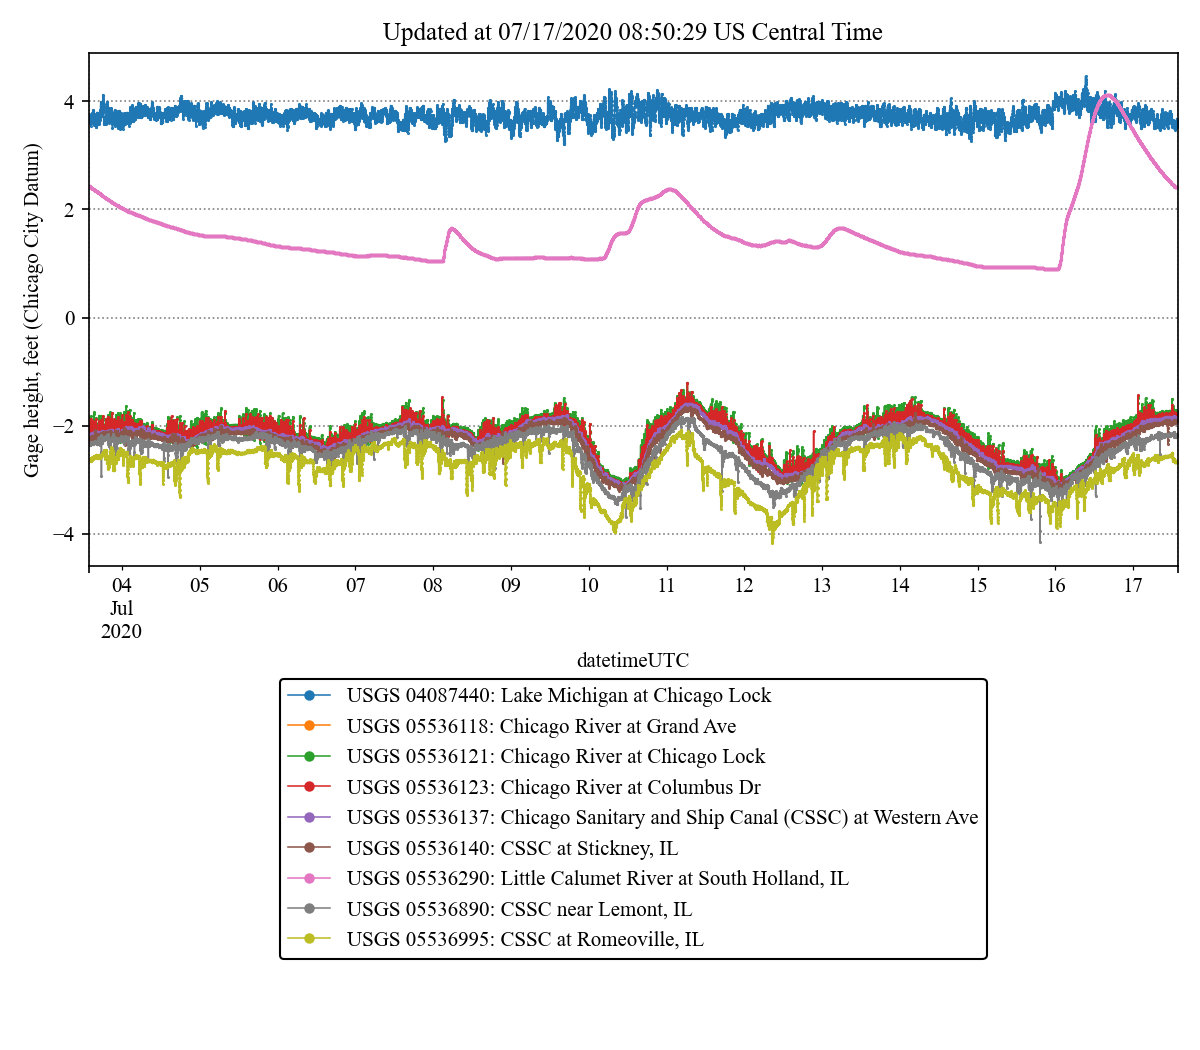 Updated at 07/17/2020 08:50:29 US Central Time
Gage height, feet (Chicago City Datum)
4
2
0
−2
−4
04 05 06 07 08 09 10 11 12 13 14 15 16 17
Jul
2020
datetimeUTC
USGS 04087440: Lake Michigan at Chicago Lock
USGS 05536118: Chicago River at Grand Ave
USGS 05536121: Chicago River at Chicago Lock
USGS 05536123: Chicago River at Columbus Dr
USGS 05536137: Chicago Sanitary and Ship Canal (CSSC) at Western Ave
USGS 05536140: CSSC at Stickney, IL
USGS 05536290: Little Calumet River at South Holland, IL
USGS 05536890: CSSC near Lemont, IL
USGS 05536995: CSSC at Romeoville, IL